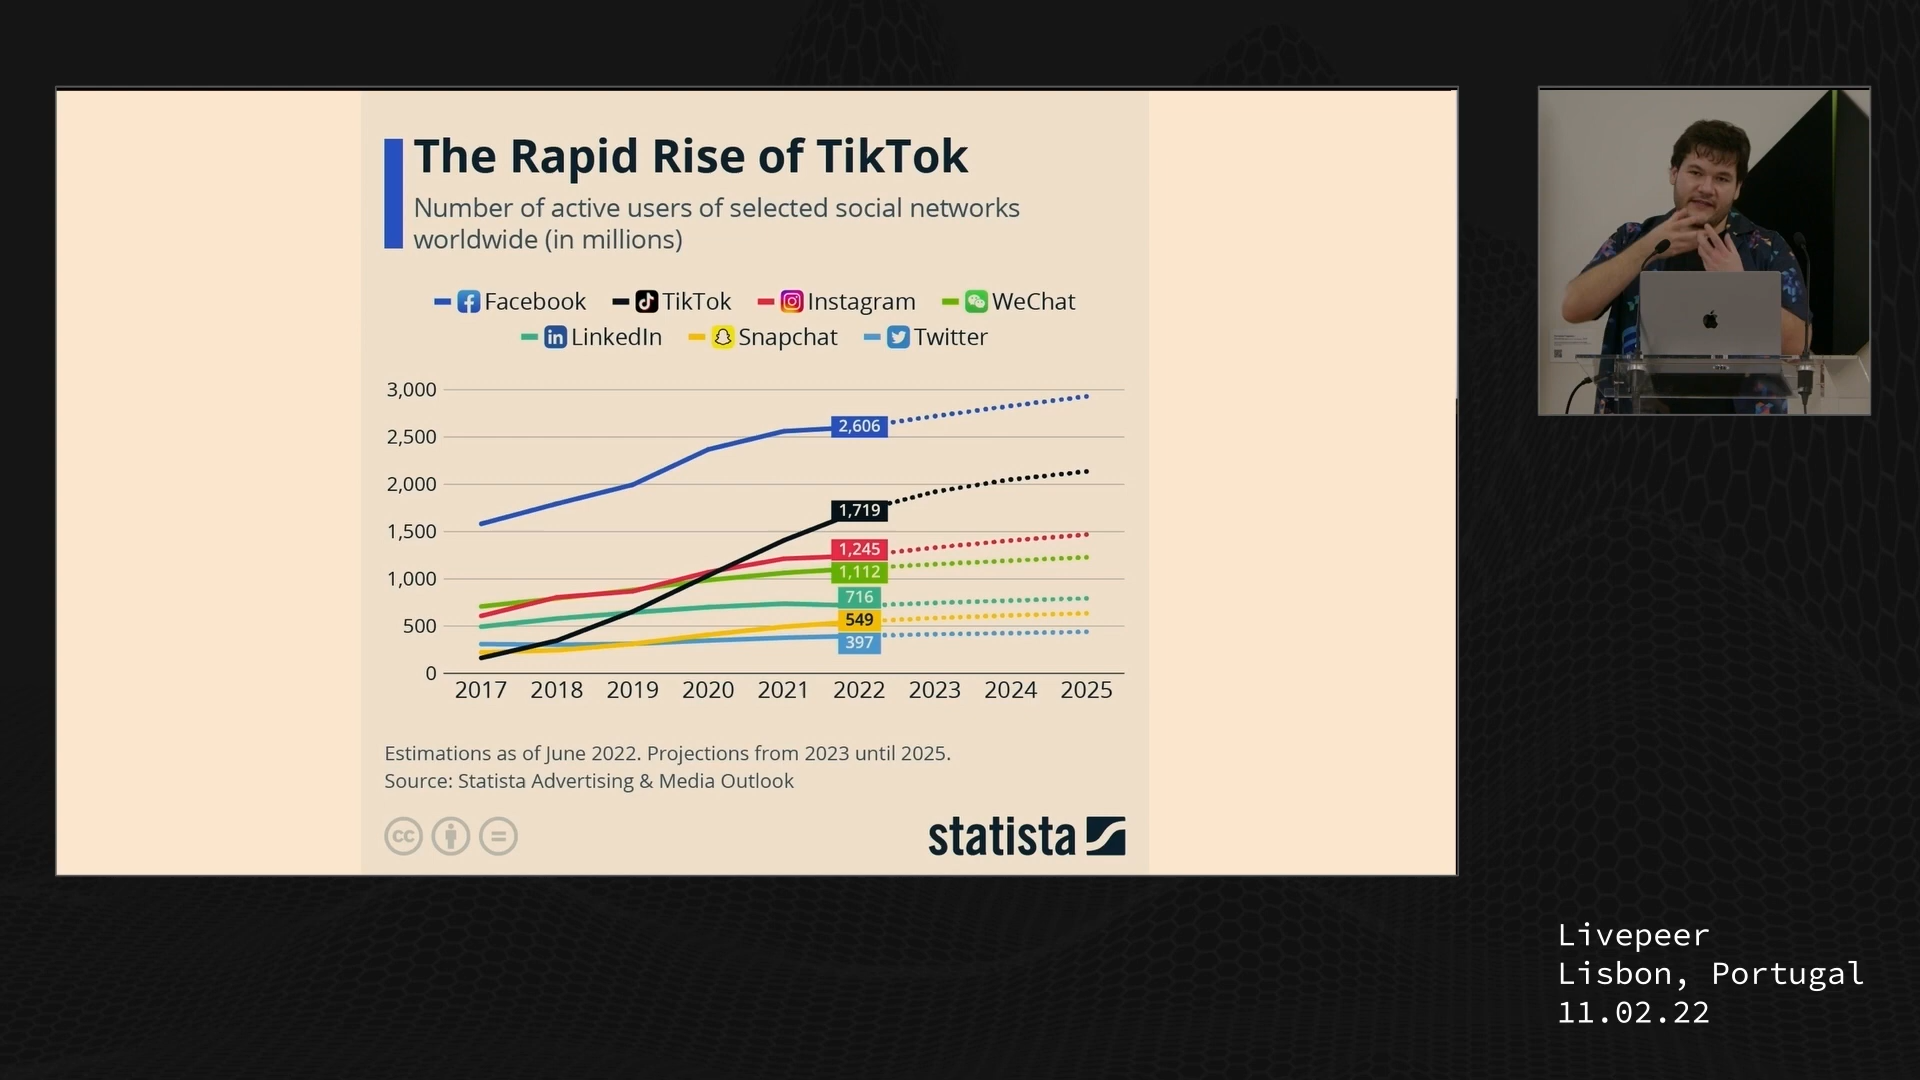 The Rapid Rise of TikTok
Number of active users of selected social networks
worldwide (in millions)
Facebook TikTok Instagram WeChat
LinkedIn Snapchat Twitter
3,000
2,500
2,000
1,500
1,000
500
0
2,606
1,719
1,245
1,112
716
549
397
2017 2018 2019 2020 2021 2022 2023 2024 2025
Estimations as of June 2022. Projections from 2023 until 2025.
Source: Statista Advertising & Media Outlook
cc
statista
Livepeer
Lisbon, Portugal
11.02.22